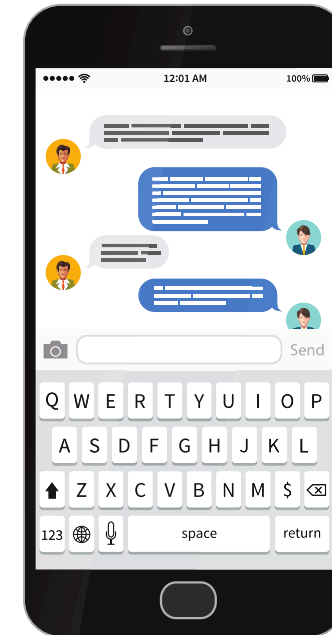 12:01 AM 100%
Send
Q W E R T Y U I O P
A S D F G H J K L
Z X C V B N M $
123 space return